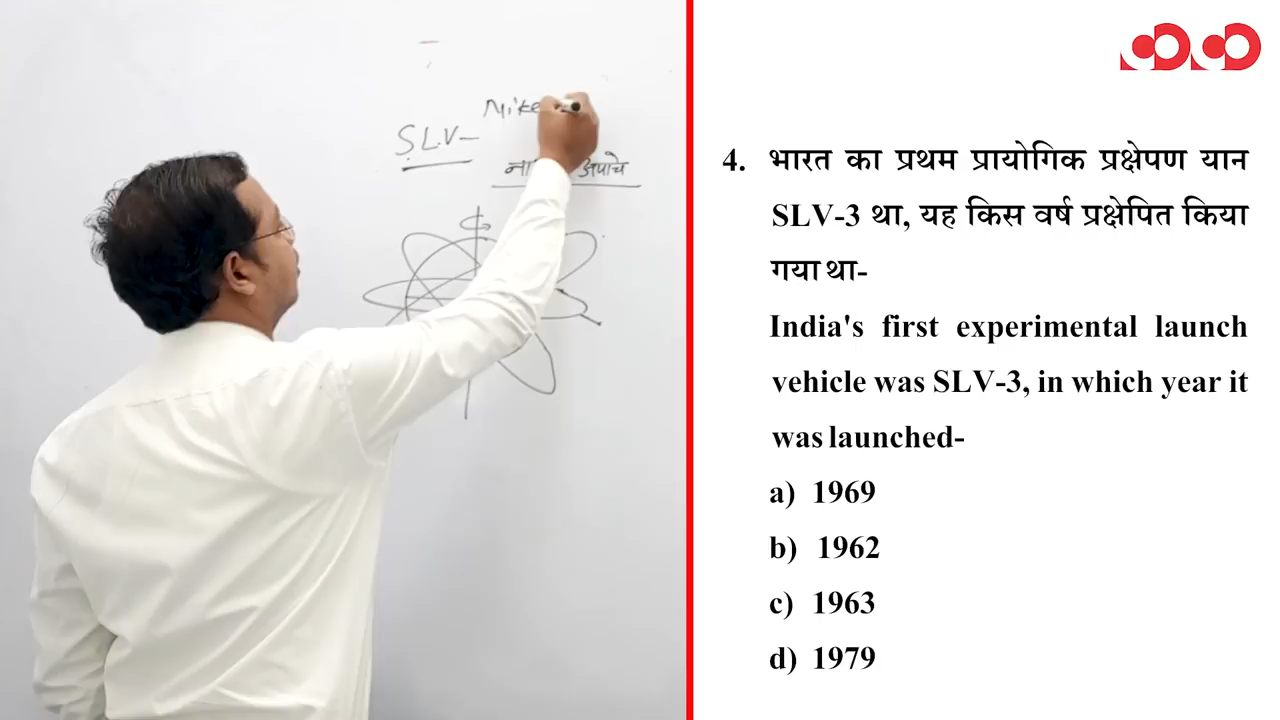 Nike
S.L.V-
अपाचे
4. भारत का प्रथम प्रायोगिक प्रक्षेपण यान
SLV-3 था, यह किस वर्ष प्रक्षेपित किया
गया था-
India's first experimental launch
vehicle was SLV-3, in which year it
was launched-
a) 1969
b) 1962
c) 1963
d) 1979